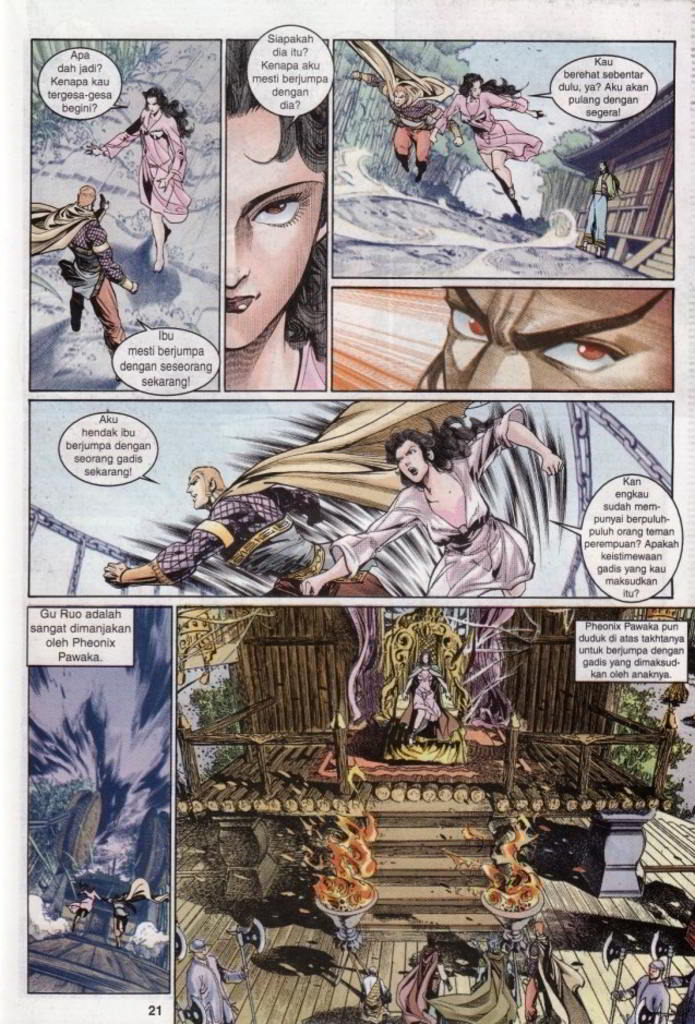 Apa
dah jadi?
Kenapa kau
tergesa-gesa
begini?
Ibu
mesti berjumpa
dengan seseorang
sekarang!
Siapakah
dia itu?
Kenapa aku
mesti berjumpa
dengan
dia?
Kau
berehat sebentar
dulu, ya? Aku akan
pulang dengan
segera!
Aku
hendak ibu
berjumpa dengan
seorang gadis
sekarang!
Kan
engkau
sudah mem-
punyai berpuluh-
puluh orang teman
perempuan? Apakah
keistimewaan
gadis yang kau
maksudkan
itu?
Gu Ruo adalah
sangat dimanjakan
oleh Pheonix
Pawaka.
Pheonix Pawaka pun
duduk di atas takhtanya
untuk berjumpa dengan
gadis yang dimaksud-
kan oleh anaknya.
21